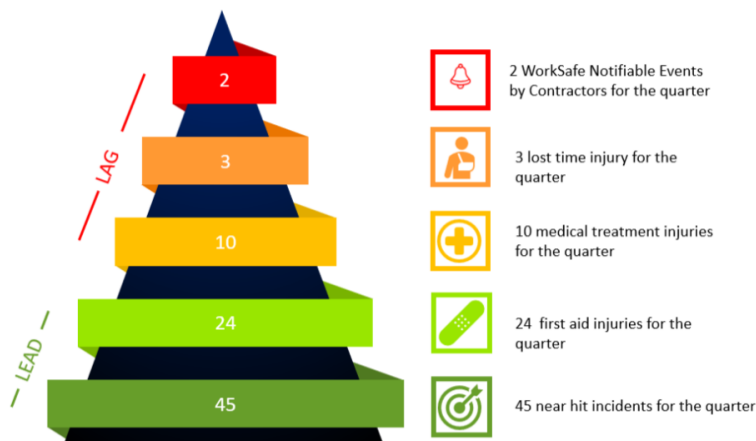 2
2 WorkSafe Notifiable Events
by Contractors for the quarter
LAG
3
3 lost time injury for the
quarter
10
10 medical treatment injuries
for the quarter
LEAD
24
24 first aid injuries for the
quarter
45
45 near hit incidents for the quarter